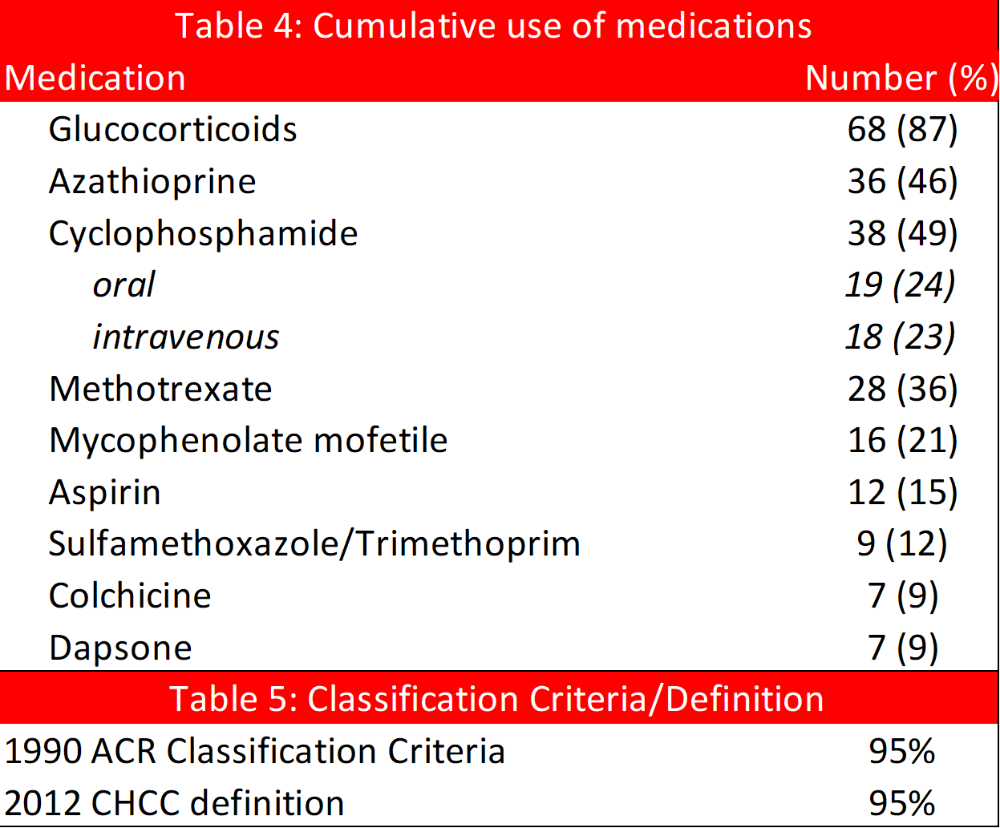 Table 4: Cumulative use of medications
Medication Number (%)
Glucocorticoids 68 (87)
Azathioprine 36 (46)
Cyclophosphamide 38 (49)
oral 19 (24)
intravenous 18 (23)
Methotrexate 28 (36)
Mycophenolate mofetile 16 (21)
Aspirin 12 (15)
Sulfamethoxazole/Trimethoprim 9 (12)
Colchicine 7 (9)
Dapsone 7 (9)
Table 5: Classification Criteria/Definition
1990 ACR Classification Criteria 95%
2012 CHCC definition 95%